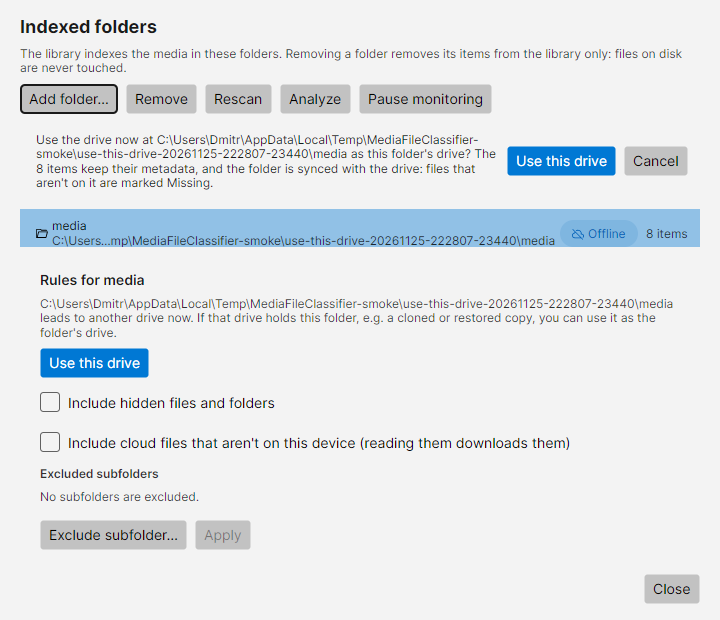 Indexed folders
The library indexes the media in these folders. Removing a folder removes its items from the library only: files on disk
are never touched.
Add folder...
Remove
Rescan
Analyze
Pause monitoring
Use the drive now at C:\Users\Dmitr\AppData\Local\Temp\MediaFileClassifier-
smoke\use-this-drive-20261125-222807-23440\media as this folder's drive? The
8 items keep their metadata, and the folder is synced with the drive: files that
aren't on it are marked Missing.
Use this drive
Cancel
media
C:\Users...mp\MediaFileClassifier-smoke\use-this-drive-20261125-222807-23440\media
Offline
8 items
Rules for media
C:\Users\Dmitr\AppData\Local\Temp\MediaFileClassifier-smoke\use-this-drive-20261125-222807-23440\media
leads to another drive now. If that drive holds this folder, e.g. a cloned or restored copy, you can use it as the
folder's drive.
Use this drive
Include hidden files and folders
Include cloud files that aren't on this device (reading them downloads them)
Excluded subfolders
No subfolders are excluded.
Exclude subfolder...
Apply
Close